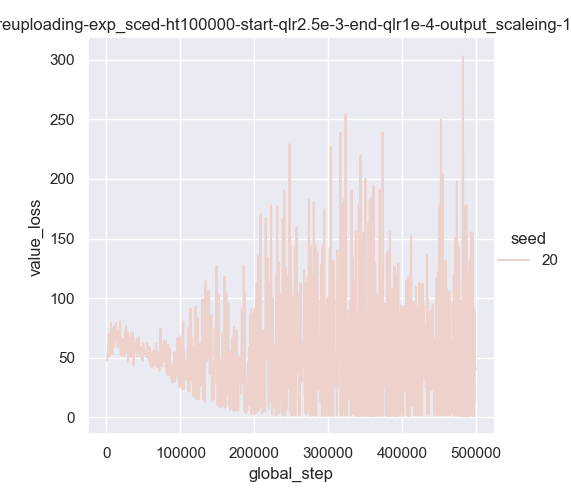 reuploading-exp_sced-ht100000-start-qlr2.5e-3-end-qlr1e-4-output_scaleing-1
300
250
200
150
100
50
0
value_loss
0 100000 200000 300000 400000 500000
global_step
seed
20